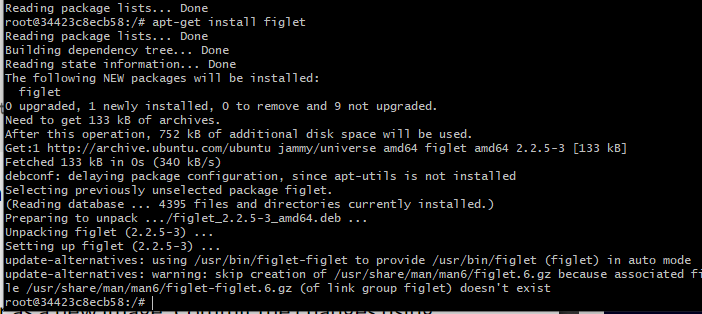 Reading package lists... Done
root@34423c8ecb58:/# apt-get install figlet
Reading package lists... Done
Building dependency tree... Done
Reading state information... Done
The following NEW packages will be installed:
  figlet
0 upgraded, 1 newly installed, 0 to remove and 9 not upgraded.
Need to get 133 kB of archives.
After this operation, 752 kB of additional disk space will be used.
Get:1 http://archive.ubuntu.com/ubuntu jammy/universe amd64 figlet amd64 2.2.5-3 [133 kB]
Fetched 133 kB in 0s (340 kB/s)
debconf: delaying package configuration, since apt-utils is not installed
Selecting previously unselected package figlet.
(Reading database ... 4395 files and directories currently installed.)
Preparing to unpack .../figlet_2.2.5-3_amd64.deb ...
Unpacking figlet (2.2.5-3) ...
Setting up figlet (2.2.5-3) ...
update-alternatives: using /usr/bin/figlet-figlet to provide /usr/bin/figlet (figlet) in auto mode
update-alternatives: warning: skip creation of /usr/share/man/man6/figlet.6.gz because associated fi
le /usr/share/man/man6/figlet-figlet.6.gz (of link group figlet) doesn't exist
root@34423c8ecb58:/#